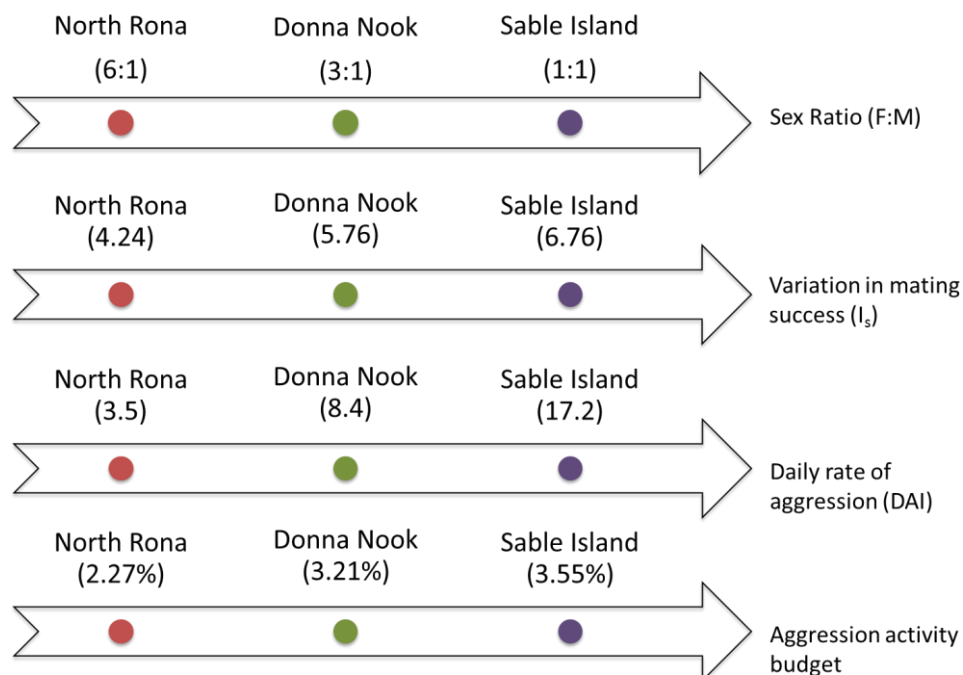 North Rona
Donna Nook
Sable Island
(6:1)
(3:1)
(1:1)
Sex Ratio (F:M)
North Rona
Donna Nook
Sable Island
(4.24)
(5.76)
(6.76)
Variation in mating
success (Is)
North Rona
Donna Nook
Sable Island
(3.5)
(8.4)
(17.2)
Daily rate of
aggression (DAI)
North Rona
Donna Nook
Sable Island
(2.27%)
(3.21%)
(3.55%)
Aggression activity
budget